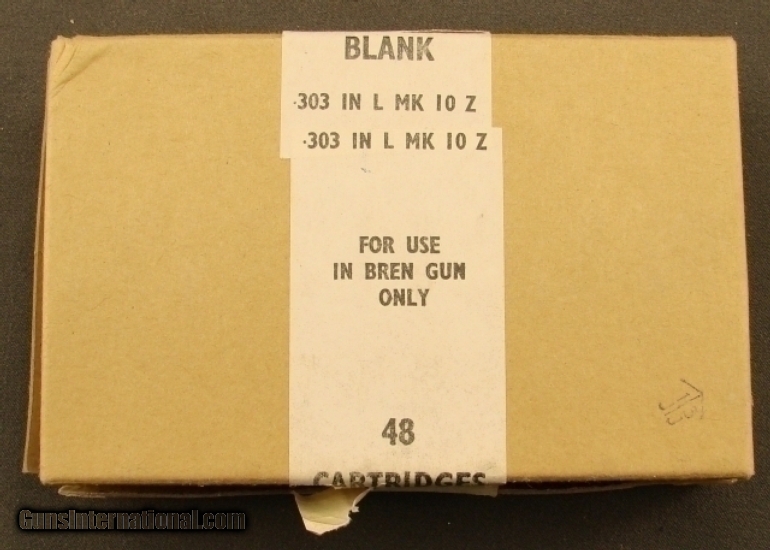 BLANK
.303 IN L MK 10 Z
.303 IN L MK 10 Z
FOR USE
IN BREN GUN
ONLY
48
CARTRIDGES
GunsInternational.com